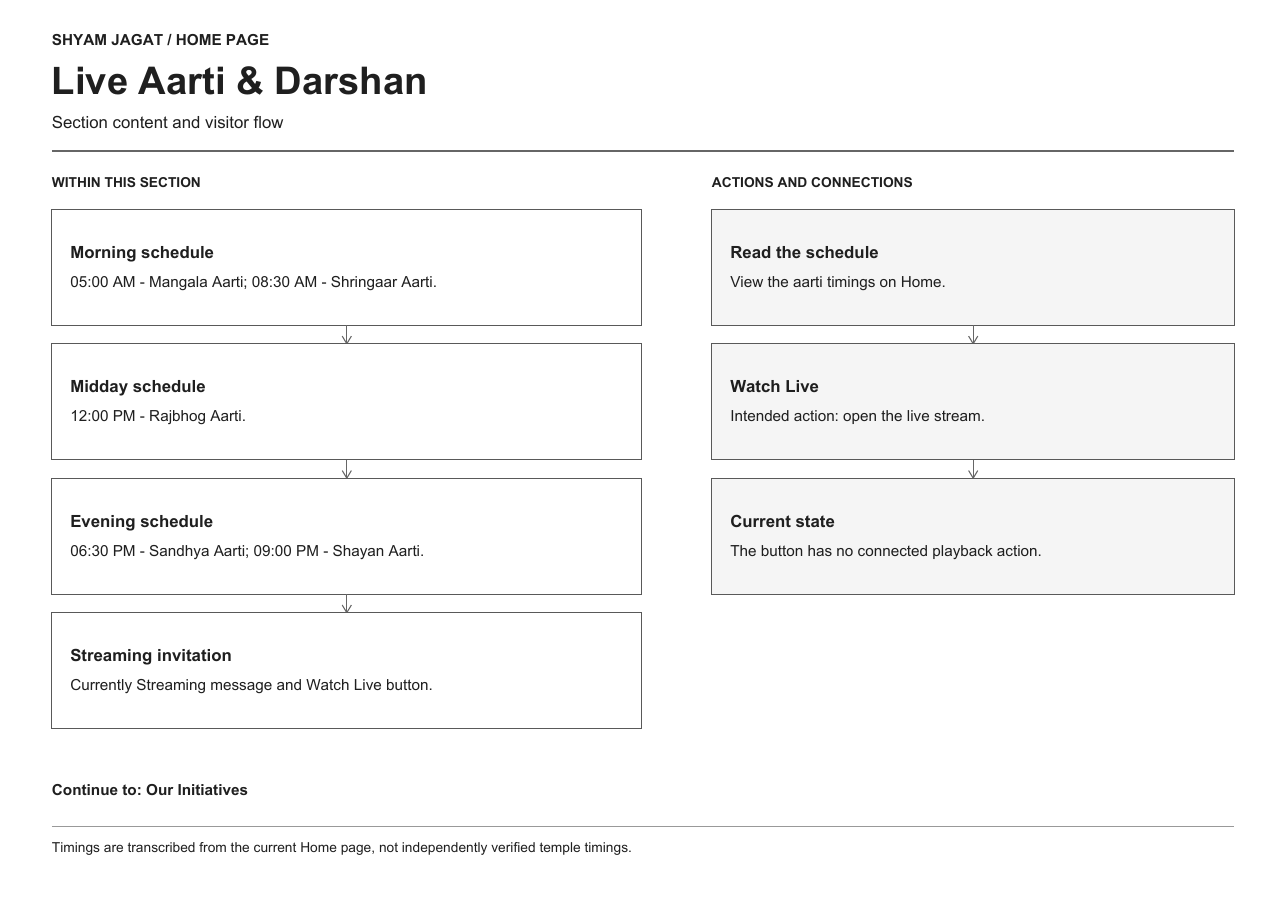 SHYAM JAGAT / HOME PAGE
Live Aarti & Darshan
Section content and visitor flow
WITHIN THIS SECTION
Morning schedule
05:00 AM - Mangala Aarti; 08:30 AM - Shringaar Aarti.
Midday schedule
12:00 PM - Rajbhog Aarti.
Evening schedule
06:30 PM - Sandhya Aarti; 09:00 PM - Shayan Aarti.
Streaming invitation
Currently Streaming message and Watch Live button.
ACTIONS AND CONNECTIONS
Read the schedule
View the aarti timings on Home.
Watch Live
Intended action: open the live stream.
Current state
The button has no connected playback action.
Continue to: Our Initiatives
Timings are transcribed from the current Home page, not independently verified temple timings.